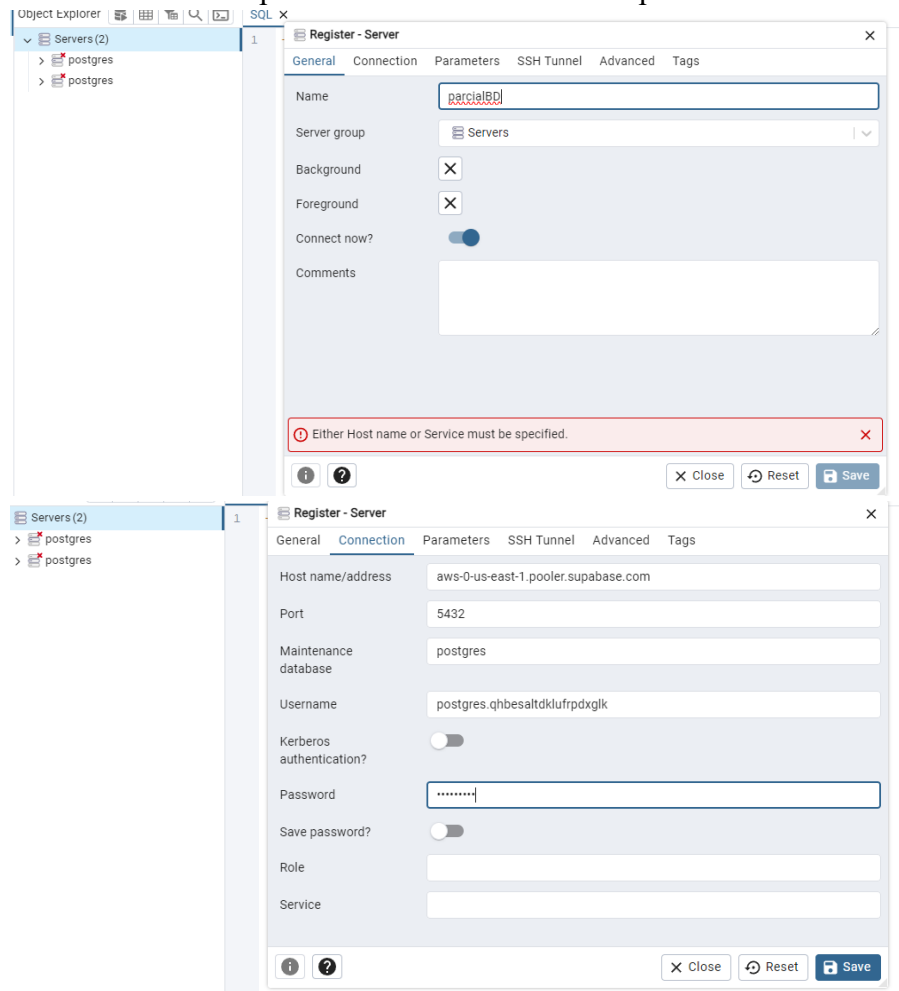 Object Explorer
SQL
Servers (2)
postgres
postgres
1
Register - Server
General Connection Parameters SSH Tunnel Advanced Tags
Name parcialBD
Server group Servers
Background
Foreground
Connect now?
Comments
Either Host name or Service must be specified.
Close Reset Save
Servers (2)
postgres
postgres
1
Register - Server
General Connection Parameters SSH Tunnel Advanced Tags
Host name/address aws-0-us-east-1.pooler.supabase.com
Port 5432
Maintenance database postgres
Username postgres.qhbesaltdklufrpdxglk
Kerberos authentication?
Password •••••••••
Save password?
Role
Service
Close Reset Save